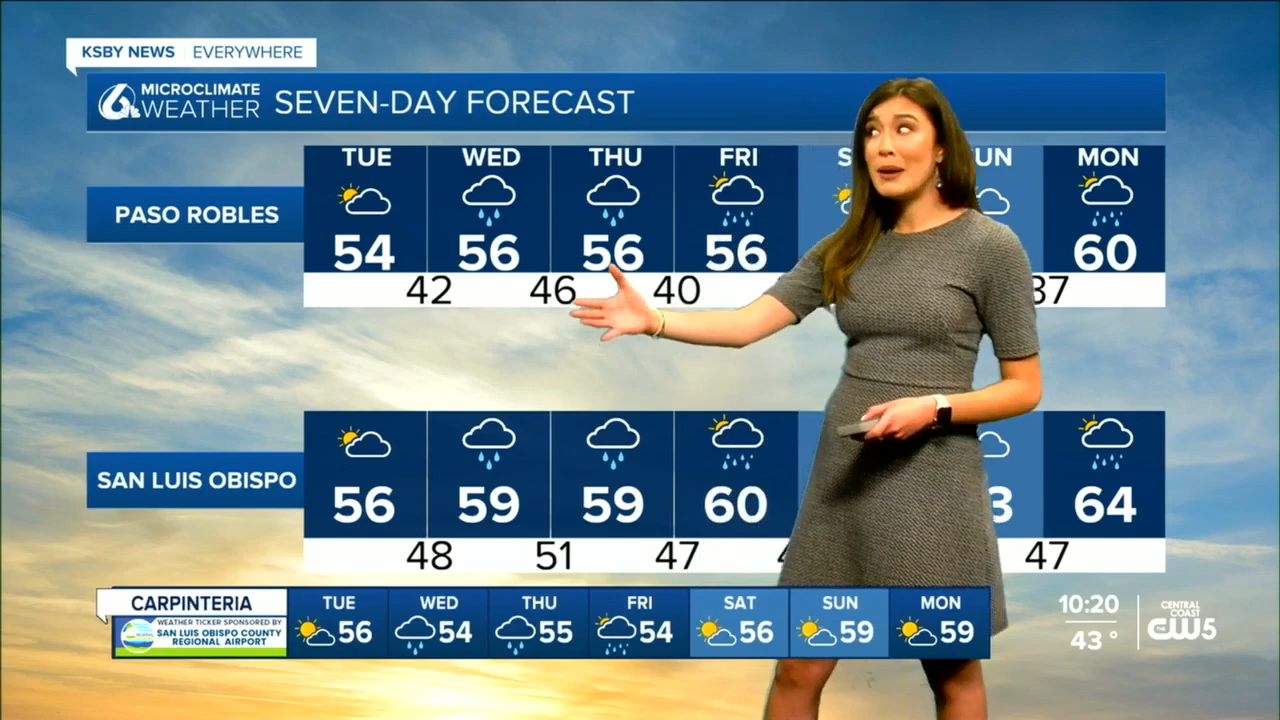 KSBY NEWS | EVERYWHERE
6 MICROCLIMATE
WEATHER SEVEN-DAY FORECAST
TUE WED THU FRI S UN MON
PASO ROBLES
54 56 56 56 60
42 46 40 37
SAN LUIS OBISPO
56 59 59 60 3 64
48 51 47 47
CARPINTERIA TUE WED THU FRI SAT SUN MON
WEATHER TICKER SPONSORED BY
SAN LUIS OBISPO COUNTY
REGIONAL AIRPORT
56 54 55 54 56 59 59
10:20
43 °
CENTRAL
COAST
CW5